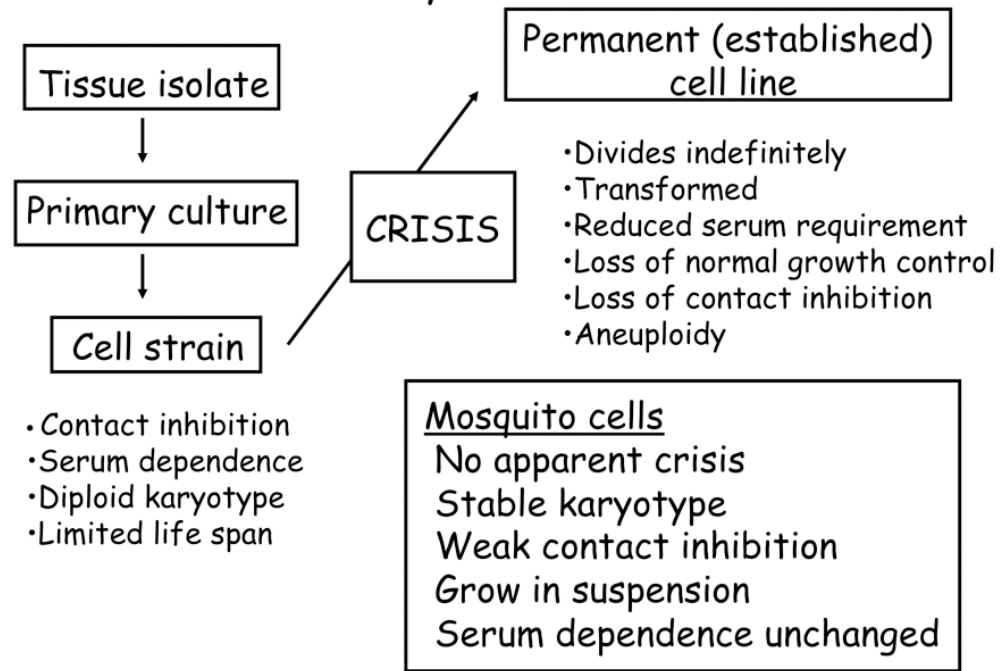 Tissue isolate
Primary culture
Cell strain
• Contact inhibition
•Serum dependence
•Diploid karyotype
•Limited life span
CRISIS
Permanent (established)
cell line
•Divides indefinitely
•Transformed
•Reduced serum requirement
•Loss of normal growth control
•Loss of contact inhibition
•Aneuploidy
Mosquito cells
No apparent crisis
Stable karyotype
Weak contact inhibition
Grow in suspension
Serum dependence unchanged